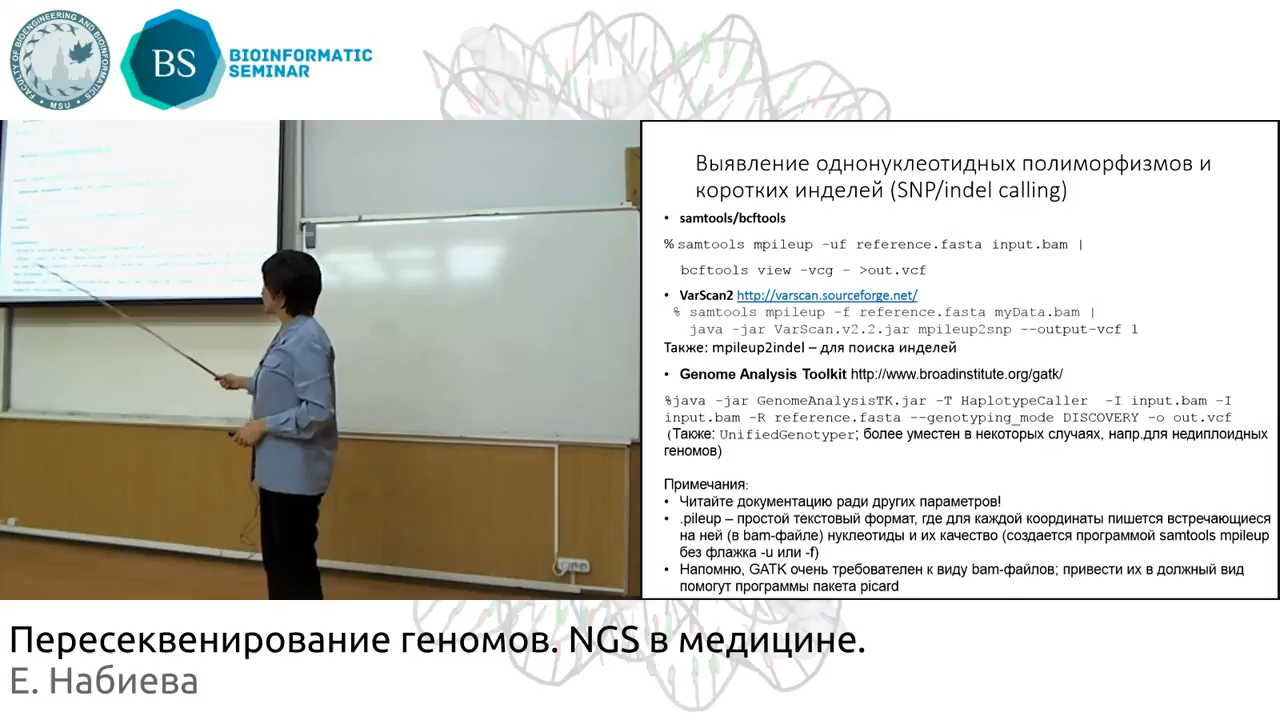 FACULTY OF BIOENGINEERING AND BIOINFORMATICS
• MSU •
BS
BIOINFORMATIC
SEMINAR
Выявление однонуклеотидных полиморфизмов и
коротких инделей (SNP/indel calling)
• samtools/bcftools
% samtools mpileup -uf reference.fasta input.bam |
bcftools view -vcg - >out.vcf
• VarScan2 http://varscan.sourceforge.net/
% samtools mpileup -f reference.fasta myData.bam |
java -jar VarScan.v2.2.jar mpileup2snp --output-vcf 1
Также: mpileup2indel – для поиска инделей
• Genome Analysis Toolkit http://www.broadinstitute.org/gatk/
%java -jar GenomeAnalysisTK.jar -T HaplotypeCaller -I input.bam -I
input.bam -R reference.fasta --genotyping_mode DISCOVERY -o out.vcf
(Также: UnifiedGenotyper; более уместен в некоторых случаях, напр.для недиплоидных
геномов)
Примечания:
• Читайте документацию ради других параметров!
• .pileup – простой текстовый формат, где для каждой координаты пишется встречающиеся
на ней (в bam-файле) нуклеотиды и их качество (создается программой samtools mpileup
без флажка -u или -f)
• Напомню, GATK очень требователен к виду bam-файлов; привести их в должный вид
помогут программы пакета picard
Пересеквенирование геномов. NGS в медицине.
Е. Набиева